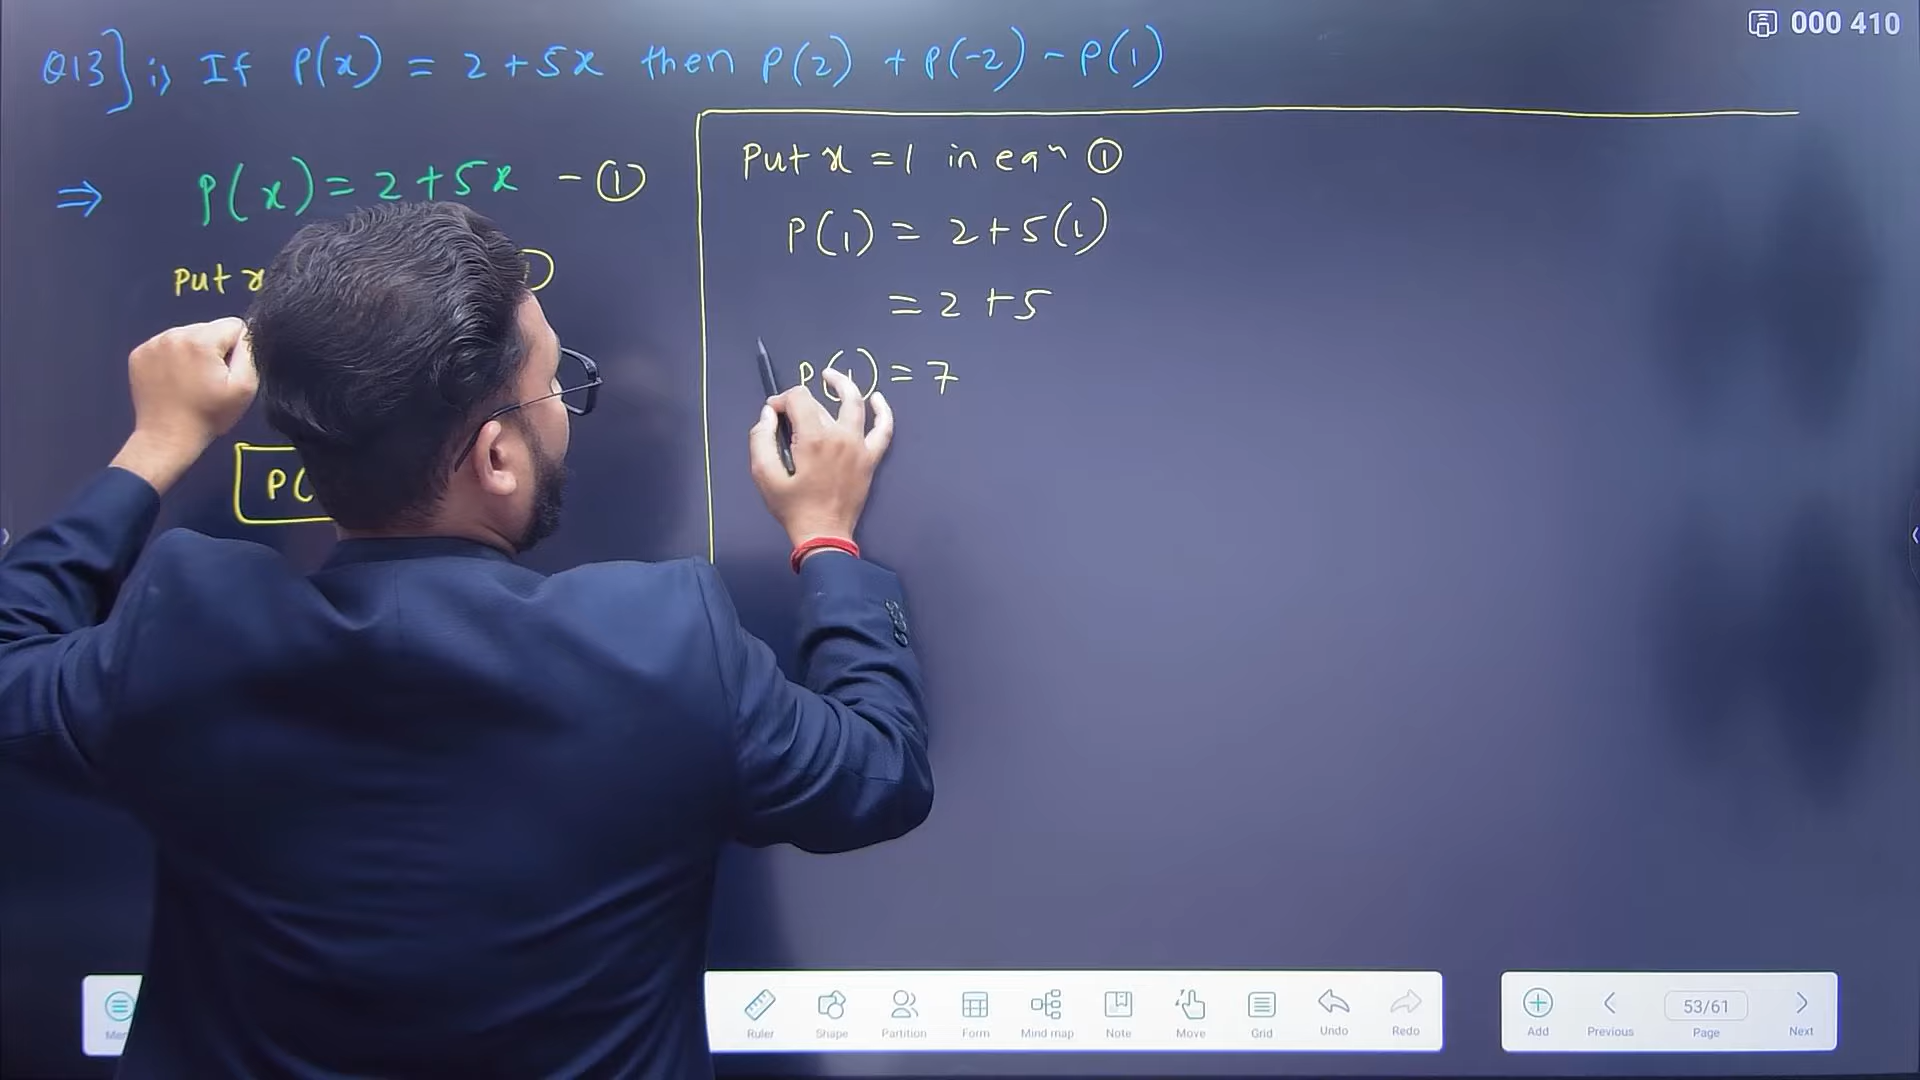 000 410
Q13} i, If P(x) = 2 + 5x then P(2) + P(-2) - P(1)
⇒ P(x) = 2 + 5x - ①
Put x
P(
Put x = 1 in eqⁿ ①
P(1) = 2 + 5(1)
= 2 + 5
P(1) = 7
Ruler Shape Partition Form Mind map Note Move Grid Undo Redo
Add Previous 53/61 Page Next